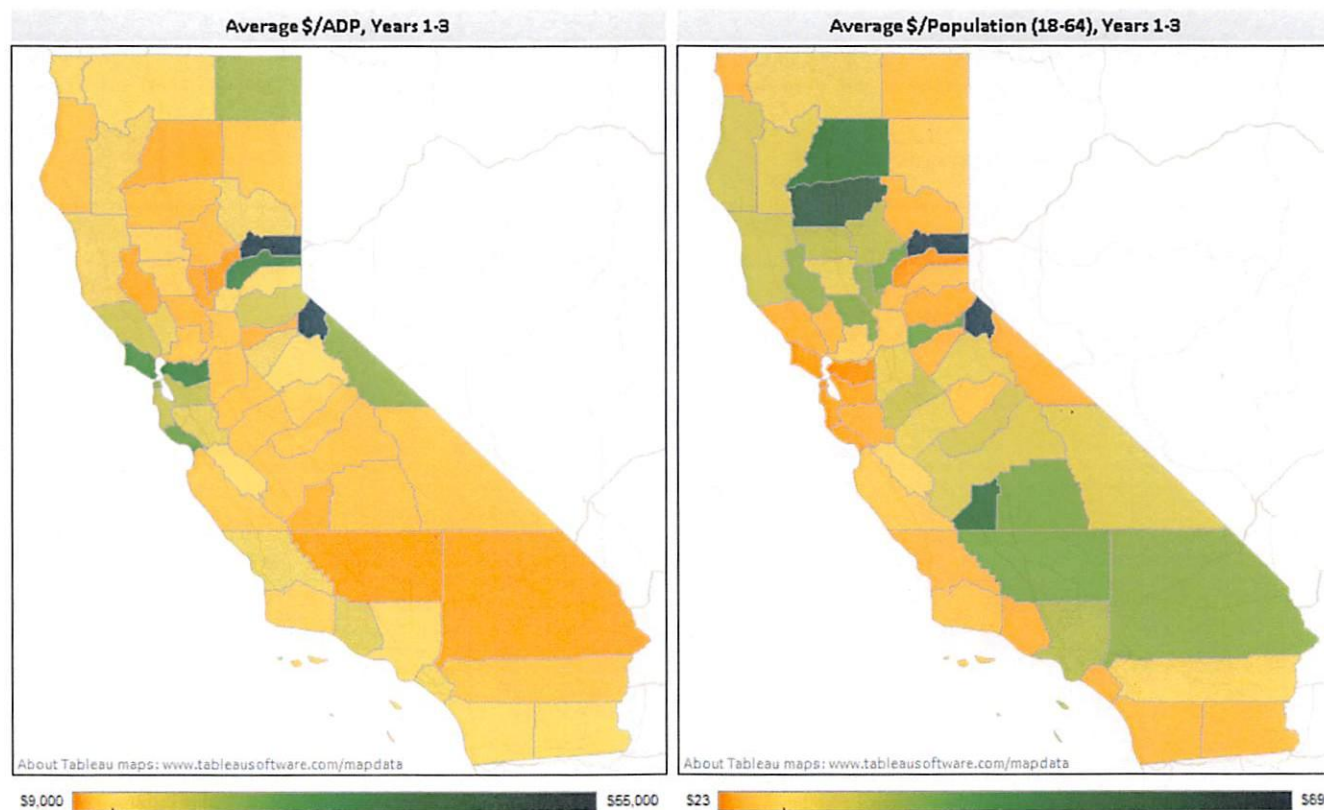 Average $/ADP, Years 1-3
Average $/Population (18-64), Years 1-3
About Tableau maps: www.tableausoftware.com/mapdata
About Tableau maps: www.tableausoftware.com/mapdata
$9,000
$55,000
$23
$69